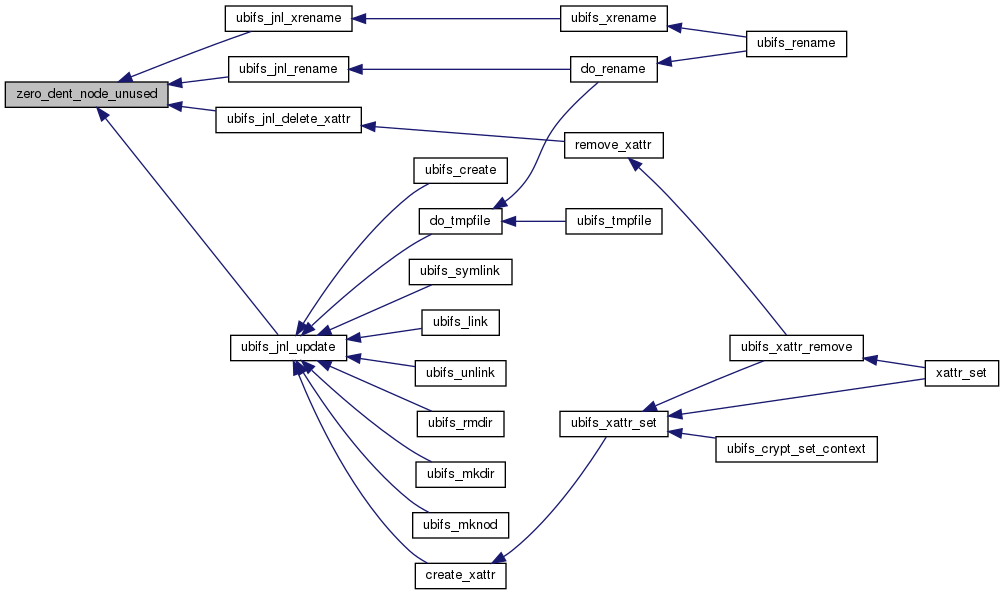 ubifs_jnl_xrename
ubifs_xrename
ubifs_rename
ubifs_jnl_rename
do_rename
zero_dent_node_unused
ubifs_jnl_delete_xattr
remove_xattr
ubifs_create
do_tmpfile
ubifs_tmpfile
ubifs_symlink
ubifs_link
ubifs_jnl_update
ubifs_xattr_remove
ubifs_unlink
xattr_set
ubifs_rmdir
ubifs_xattr_set
ubifs_crypt_set_context
ubifs_mkdir
ubifs_mknod
create_xattr